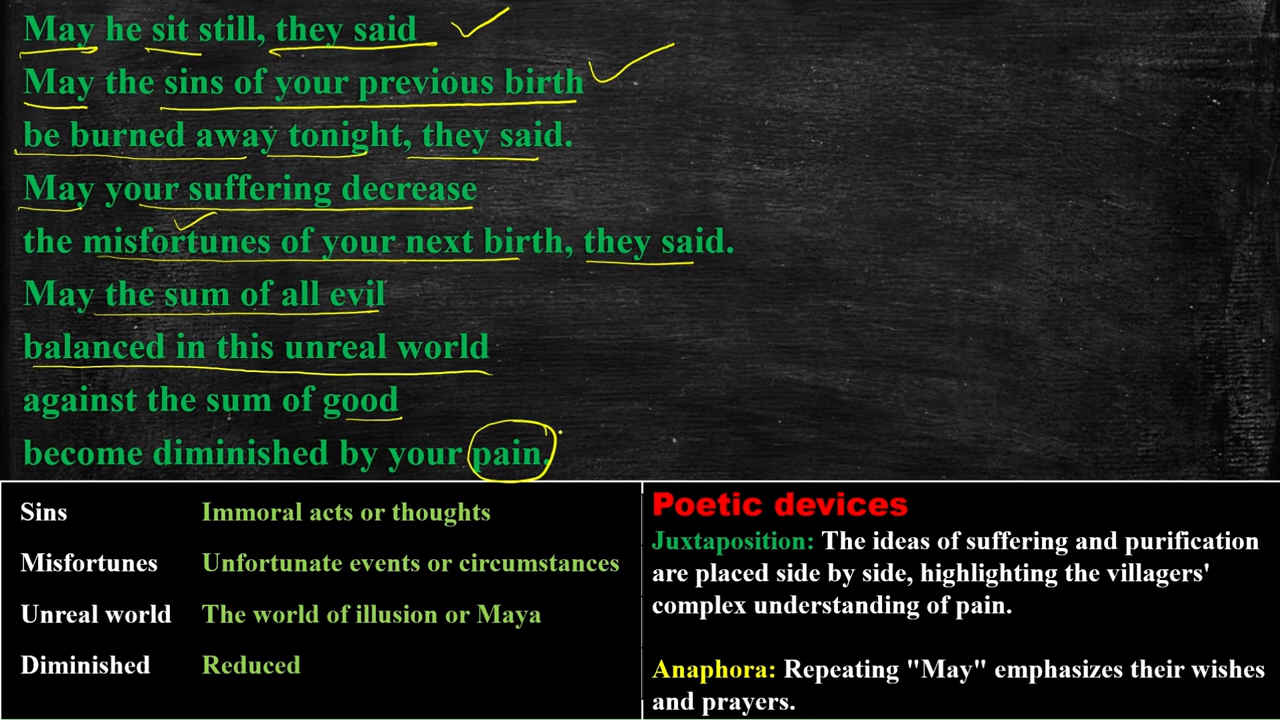 May he sit still, they said
May the sins of your previous birth
be burned away tonight, they said.
May your suffering decrease
the misfortunes of your next birth, they said.
May the sum of all evil
balanced in this unreal world
against the sum of good
become diminished by your pain.
Sins Immoral acts or thoughts
Misfortunes Unfortunate events or circumstances
Unreal world The world of illusion or Maya
Diminished Reduced
Poetic devices
Juxtaposition: The ideas of suffering and purification
are placed side by side, highlighting the villagers'
complex understanding of pain.
Anaphora: Repeating "May" emphasizes their wishes
and prayers.